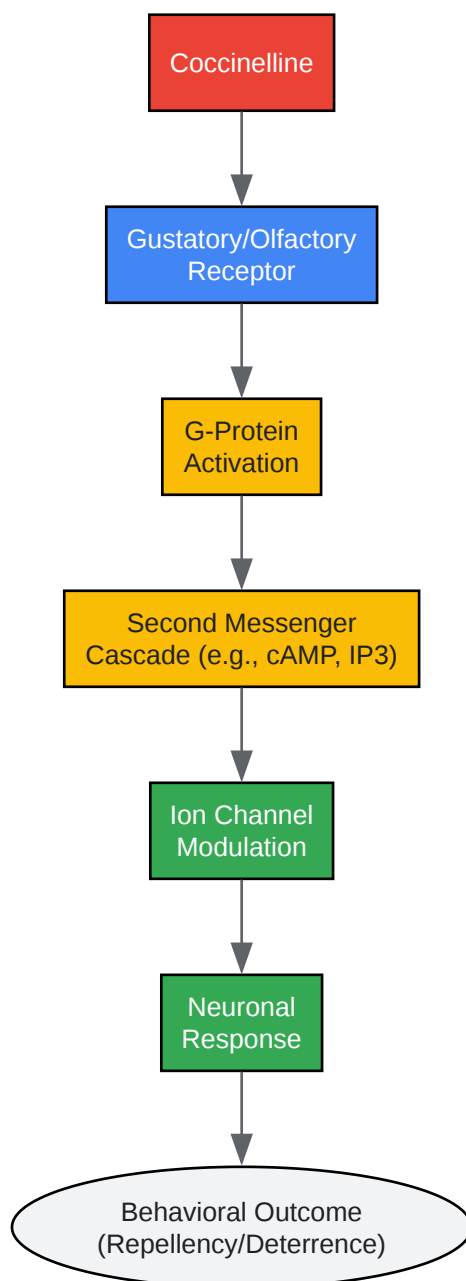 Coccinelline
Gustatory/Olfactory
Receptor
G-Protein
Activation
Second Messenger
Cascade (e.g., cAMP, IP3)
Ion Channel
Modulation
Neuronal
Response
Behavioral Outcome
(Repellency/Deterrence)